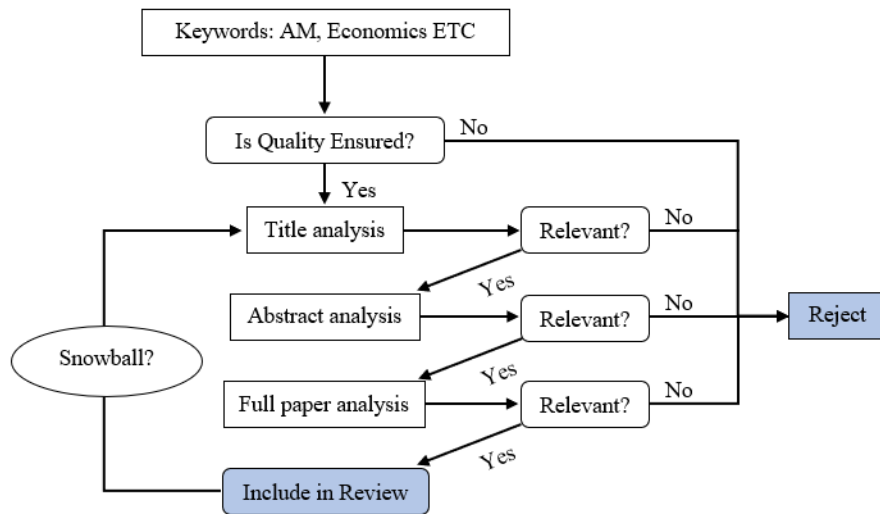 Keywords: AM, Economics ETC
Is Quality Ensured?
No
Yes
Title analysis
Relevant?
No
Yes
Abstract analysis
Relevant?
No
Reject
Snowball?
Yes
Full paper analysis
Relevant?
No
Yes
Include in Review